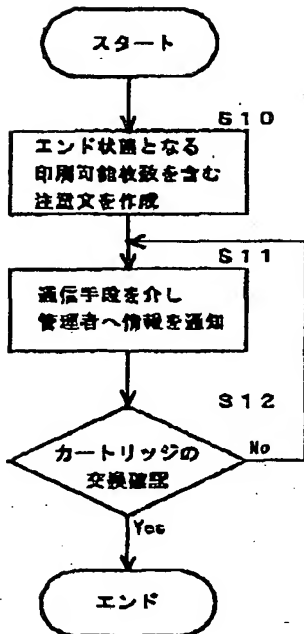 スタート
S10
エンド状態となる
印刷可能枚数を含む
注意文を作成
S11
通信手段を介し
管理者へ情報を通知
S12
カートリッジの
交換確認
No
Yes
エンド